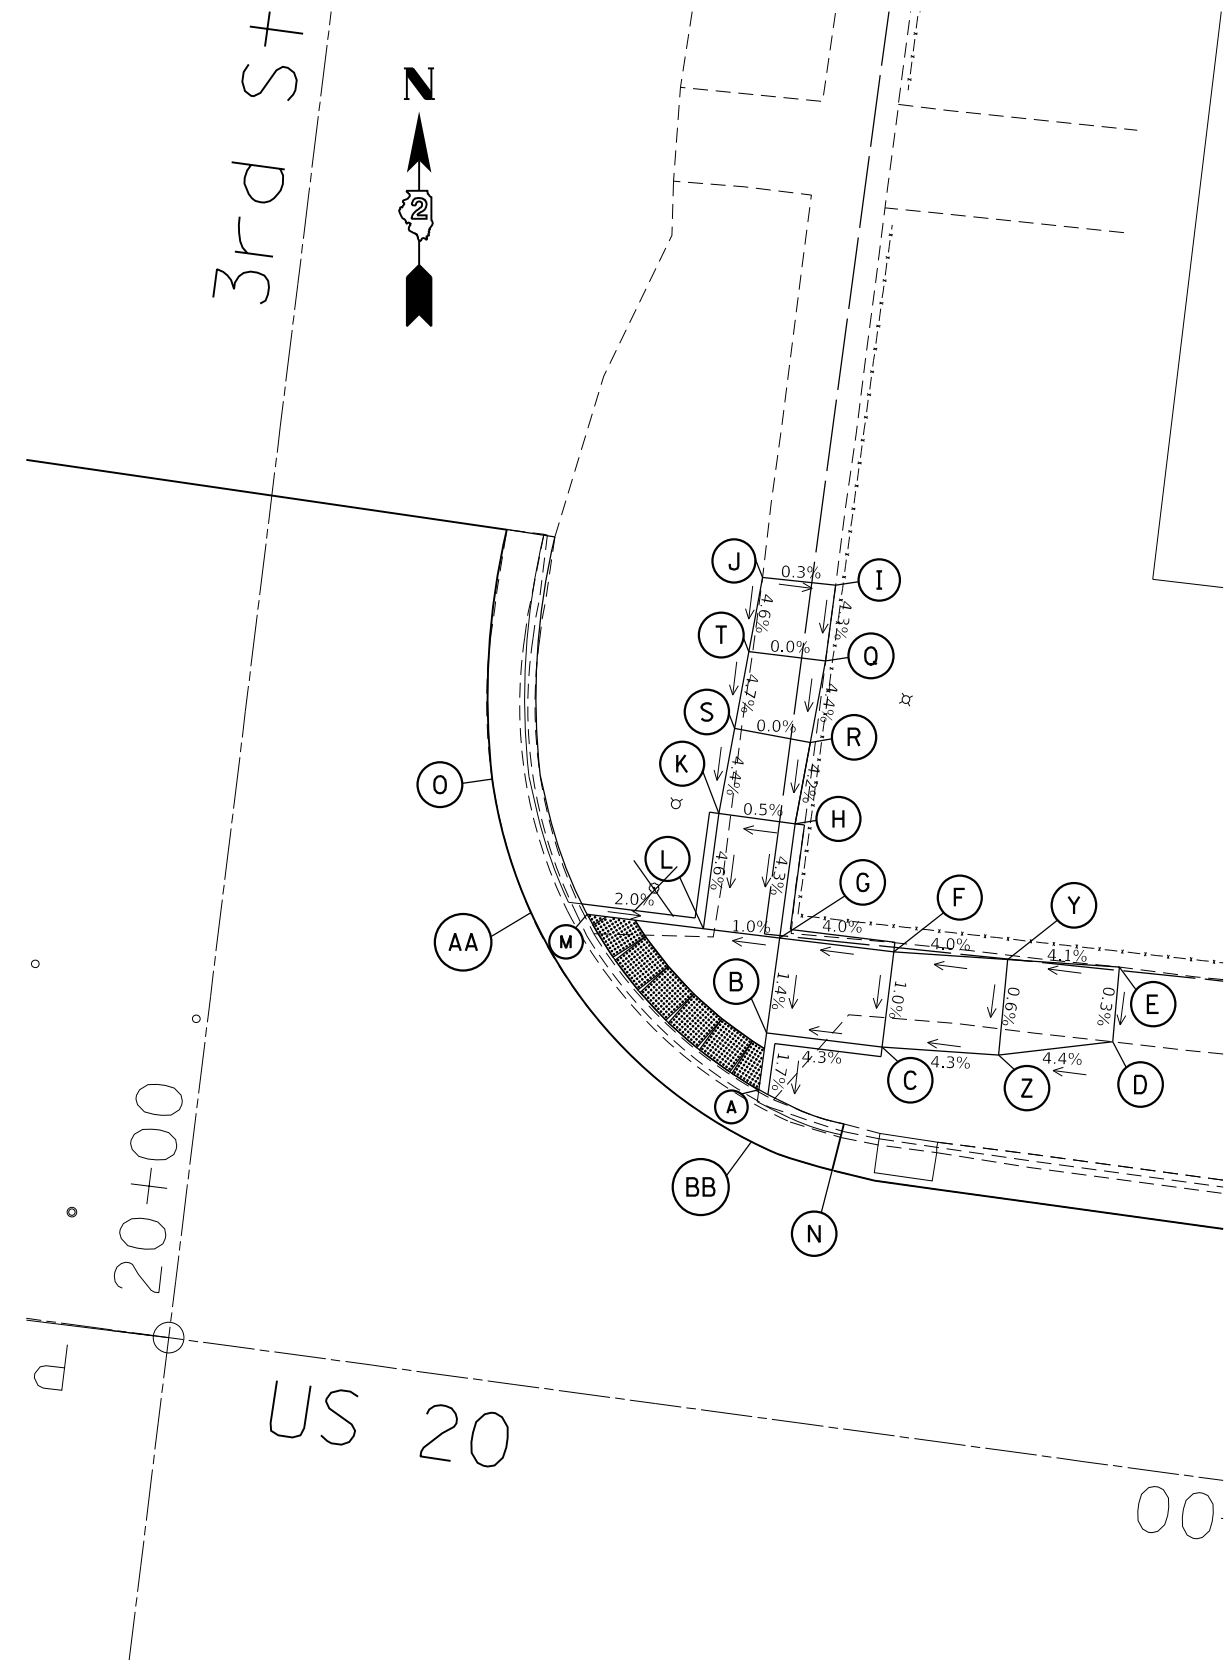 3rd St
N
2
J
0.3%
I
4.6%
4.3%
T
0.0%
Q
4.7%
4.4%
S
0.0%
R
K
4.4%
4.2%
O
0.5%
H
L
4.6%
4.3%
G
2.0%
F
Y
AA
M
1.0%
4.0%
4.0%
4.1%
B
1.4%
1.0%
0.6%
0.3%
E
1.7%
4.3%
4.3%
4.4%
C
Z
D
A
BB
N
20+00
d
US 20
00